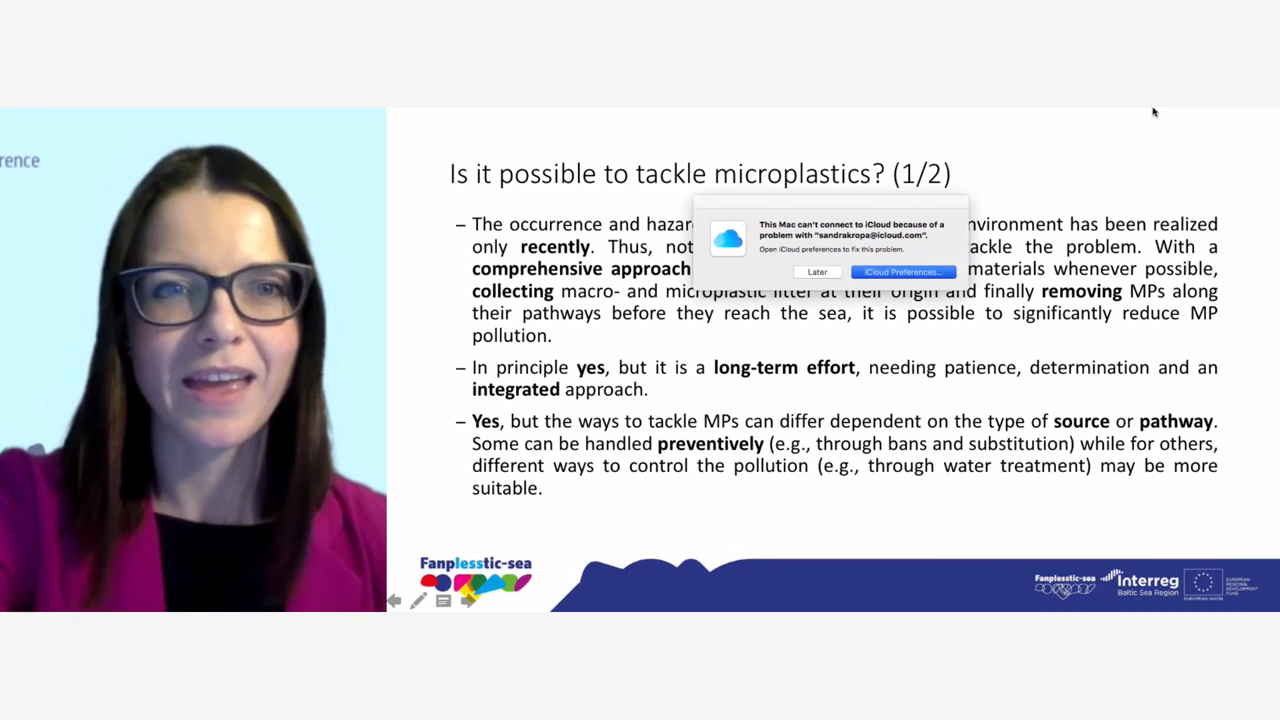 rence
Is it possible to tackle microplastics? (1/2)
– The occurrence and hazar
nvironment has been realized
only recently. Thus, not
ackle the problem. With a
comprehensive approach
materials whenever possible,
collecting macro- and microplastic litter at their origin and finally removing MPs along
their pathways before they reach the sea, it is possible to significantly reduce MP
pollution.
This Mac can't connect to iCloud because of a
problem with "sandrakropa@icloud.com".
Open iCloud preferences to fix this problem.
Later
iCloud Preferences...
– In principle yes, but it is a long-term effort, needing patience, determination and an
integrated approach.
– Yes, but the ways to tackle MPs can differ dependent on the type of source or pathway.
Some can be handled preventively (e.g., through bans and substitution) while for others,
different ways to control the pollution (e.g., through water treatment) may be more
suitable.
Fanplesstic-sea
Fanplesstic-sea
Interreg
Baltic Sea Region
EUROPEAN UNION
EUROPEAN
REGIONAL
DEVELOPMENT
FUND